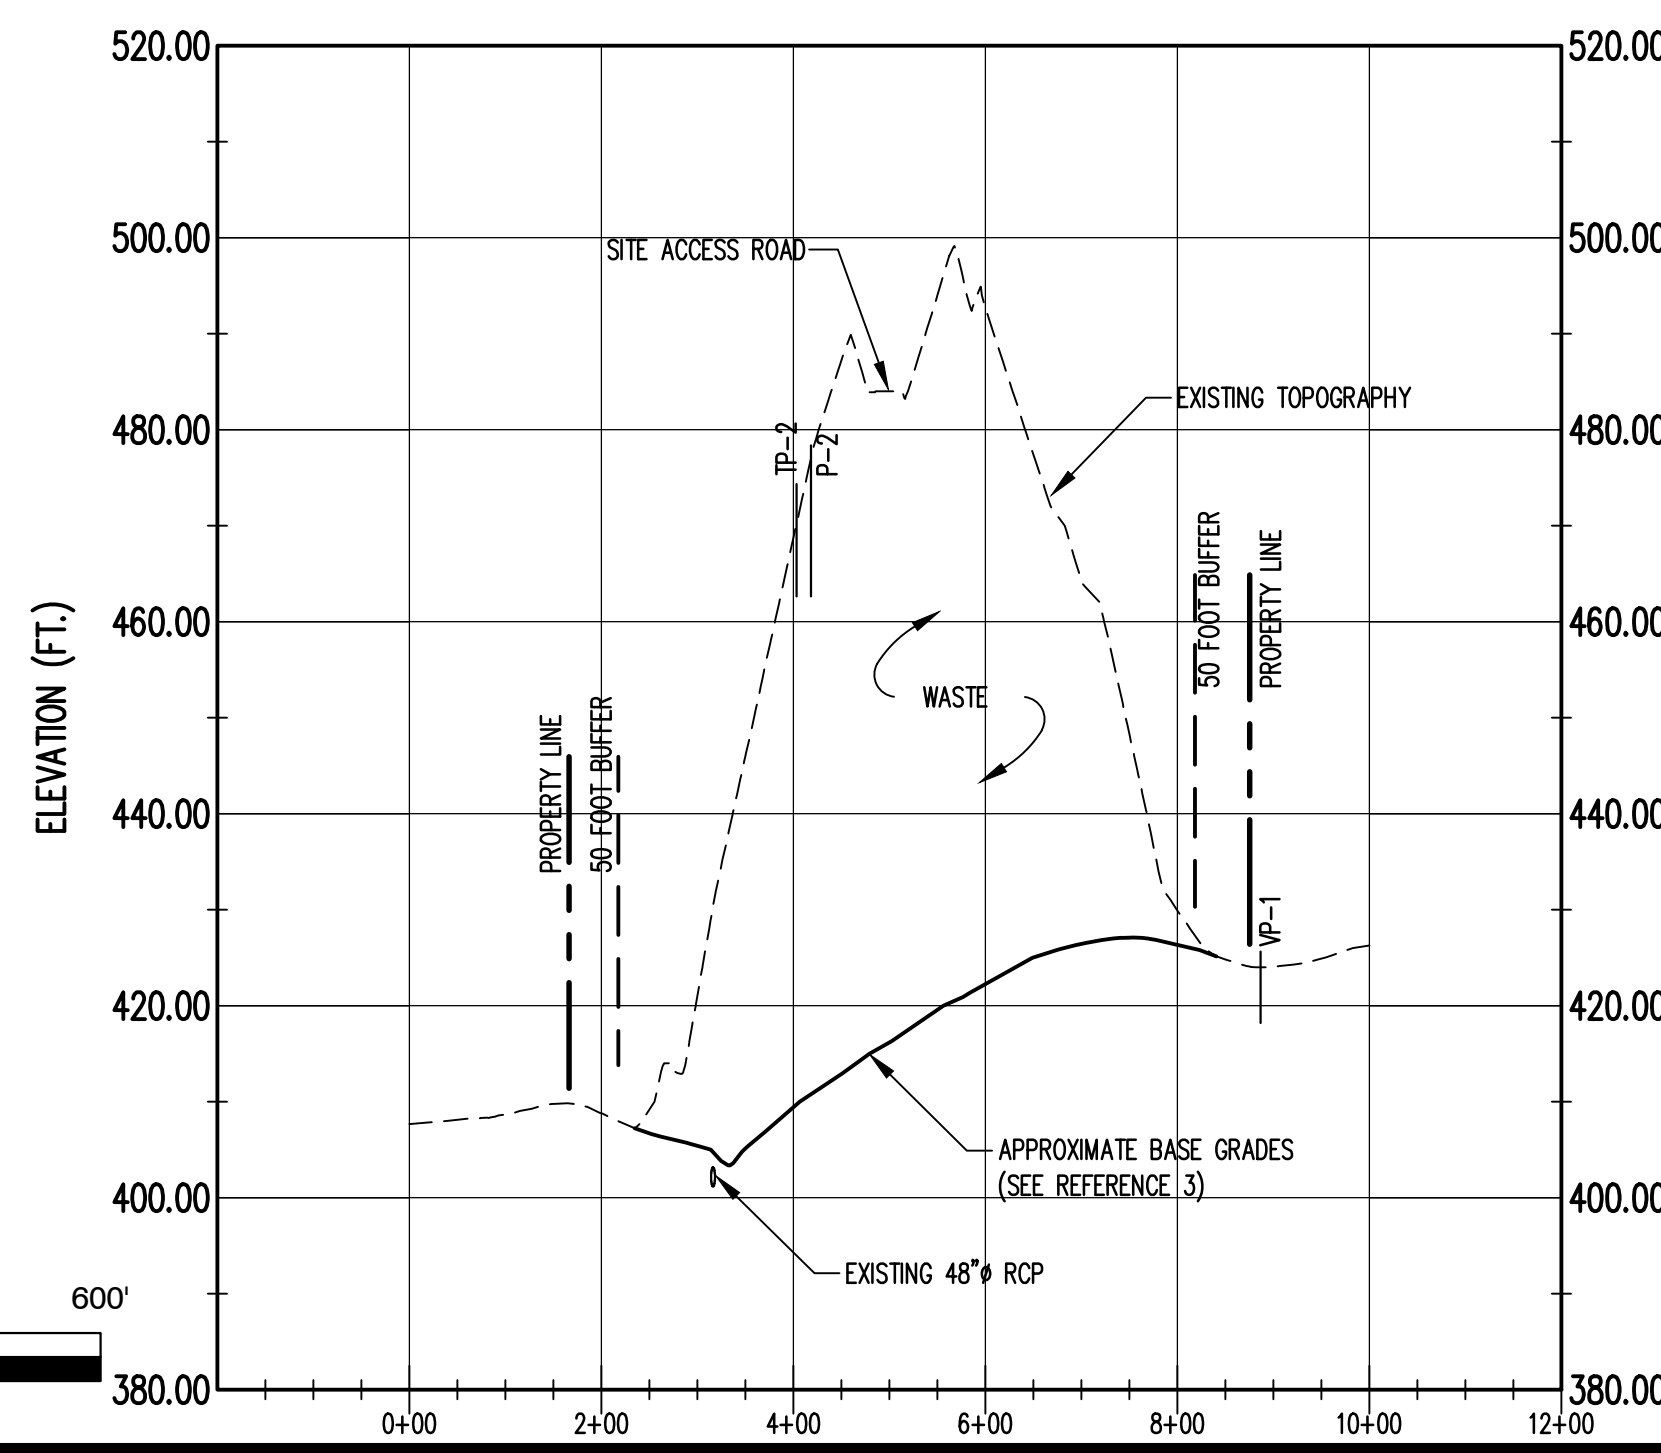 520.00
520.00
500.00
500.00
SITE ACCESS ROAD
EXISTING TOPOGRAPHY
480.00
480.00
TP-2
P-2
50 FOOT BUFFER
PROPERTY LINE
ELEVATION (FT.)
460.00
460.00
WASTE
PROPERTY LINE
50 FOOT BUFFER
440.00
440.00
VP-1
420.00
420.00
APPROXIMATE BASE GRADES
(SEE REFERENCE 3)
400.00
400.00
EXISTING 48"ø RCP
600'
380.00
380.00
0+00 2+00 4+00 6+00 8+00 10+00 12+00